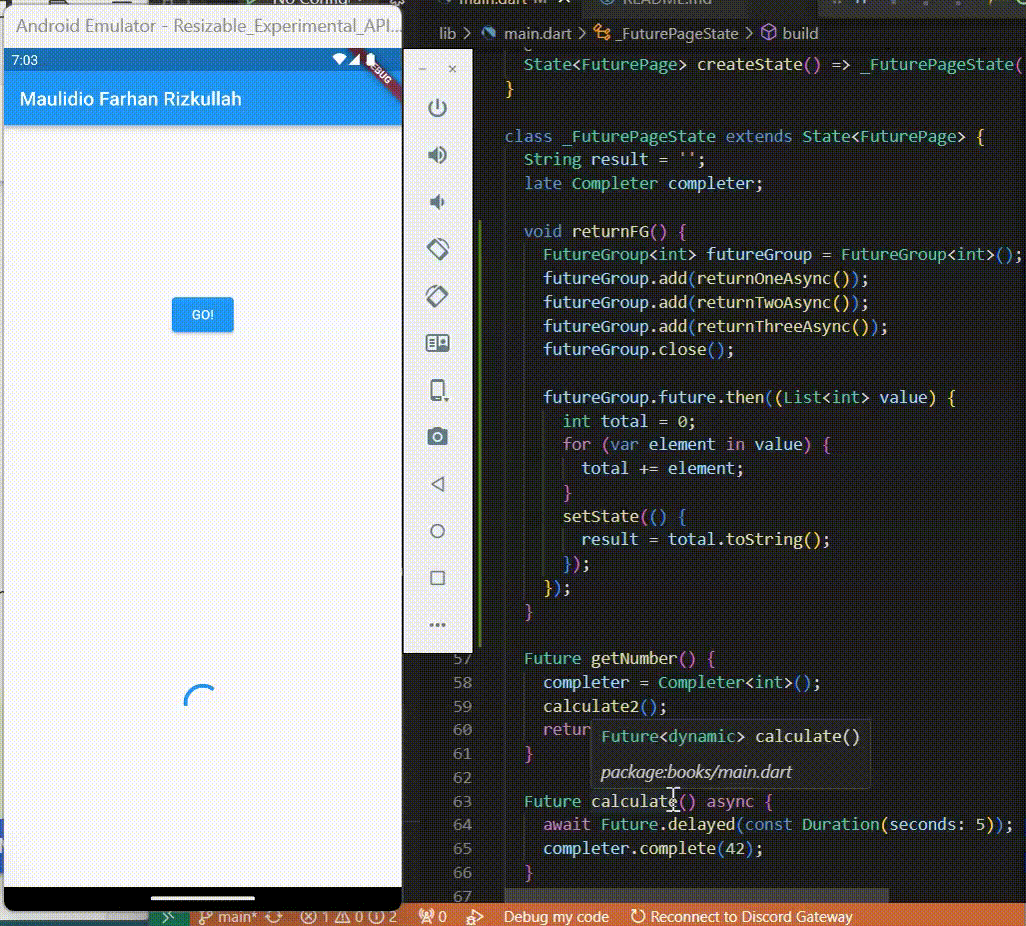 Android Emulator - Resizable_Experimental_API...
7:03
DEBUG
Maulidio Farhan Rizkullah
GO!
No Config
main.dart M
README.md
lib > main.dart > _FuturePageState > build
State<FuturePage> createState() => _FuturePageState(
}
class _FuturePageState extends State<FuturePage> {
String result = '';
late Completer completer;
void returnFG() {
FutureGroup<int> futureGroup = FutureGroup<int>();
futureGroup.add(returnOneAsync());
futureGroup.add(returnTwoAsync());
futureGroup.add(returnThreeAsync());
futureGroup.close();
futureGroup.future.then((List<int> value) {
int total = 0;
for (var element in value) {
total += element;
}
setState(() {
result = total.toString();
});
});
}
57 Future getNumber() {
58 completer = Completer<int>();
59 calculate2();
60 retur
61 }
62
63 Future calculate() async {
64 await Future.delayed(const Duration(seconds: 5));
65 completer.complete(42);
66 }
67
Future<dynamic> calculate()
package:books/main.dart
main* 1 0 2 0 Debug my code Reconnect to Discord Gateway